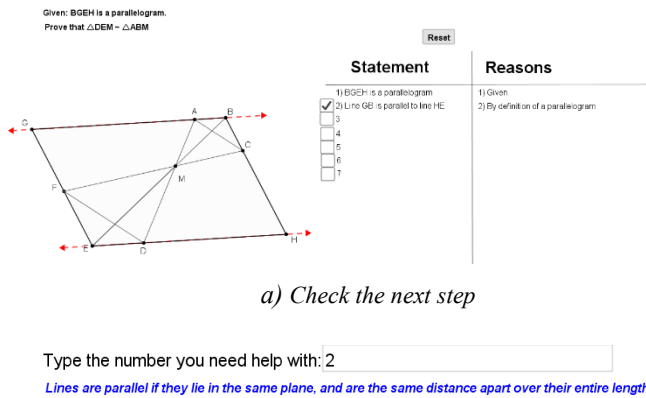 Given: BGEH is a parallelogram.
Prove that △DEM ~ △ABM
Reset
Statement
Reasons
1) BGEH is a parallelogram
1) Given
2) Line GB is parallel to line HE
2) By definition of a parallelogram
3
4
5
6
7
G
A
B
C
M
F
E
D
H
a) Check the next step
Type the number you need help with: 2
Lines are parallel if they lie in the same plane, and are the same distance apart over their entire length